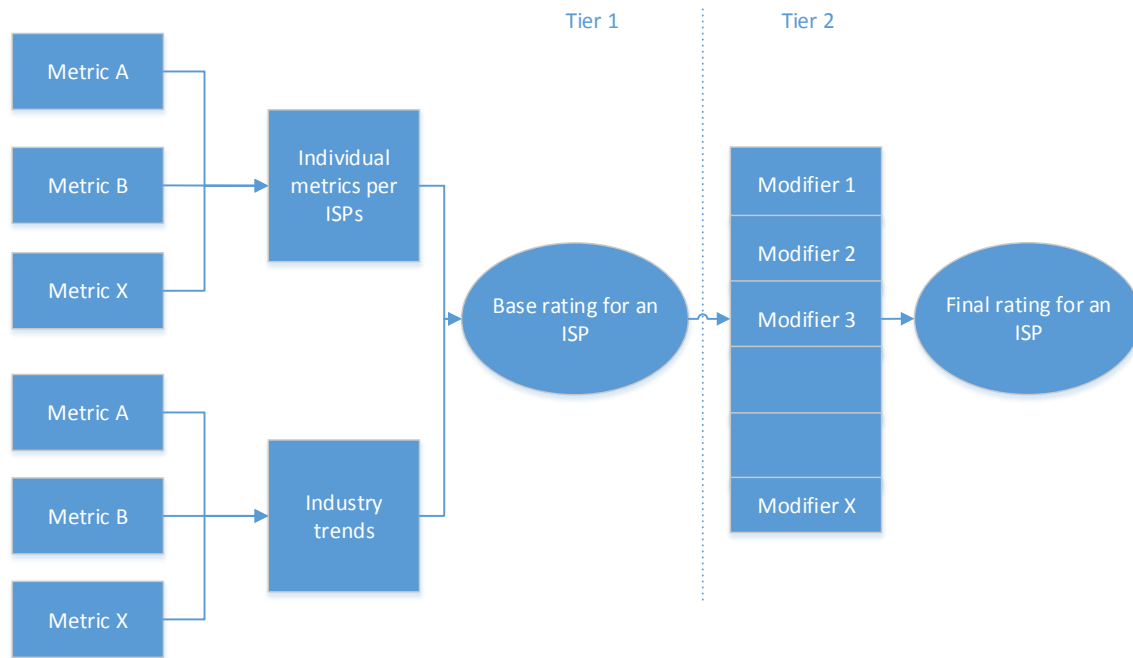 Tier 1
Tier 2
Metric A
Metric B
Metric X
Individual
metrics per
ISPs
Metric A
Metric B
Metric X
Industry
trends
Base rating for an
ISP
Modifier 1
Modifier 2
Modifier 3
Modifier X
Final rating for an
ISP